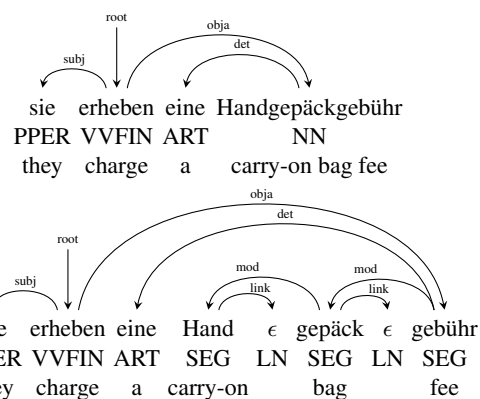 root
obja
det
subj
sie erheben eine Handgepäckgebühr
PPER VVFIN ART NN
they charge a carry-on bag fee
obja
det
root
mod mod
subj link link
e erheben eine Hand ϵ gepäck ϵ gebühr
ER VVFIN ART SEG LN SEG LN SEG
ey charge a carry-on bag fee